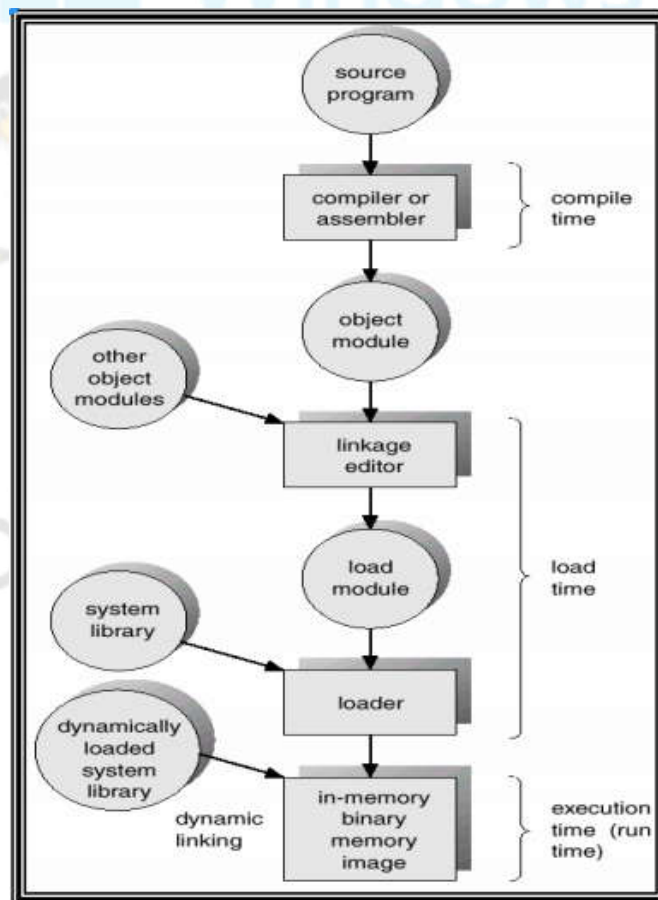 Windows
source
program
compiler or
assembler
compile
time
object
module
other
object
modules
linkage
editor
load
module
load
time
system
library
loader
dynamically
loaded
system
library
dynamic
linking
in-memory
binary
memory
image
execution
time (run
time)